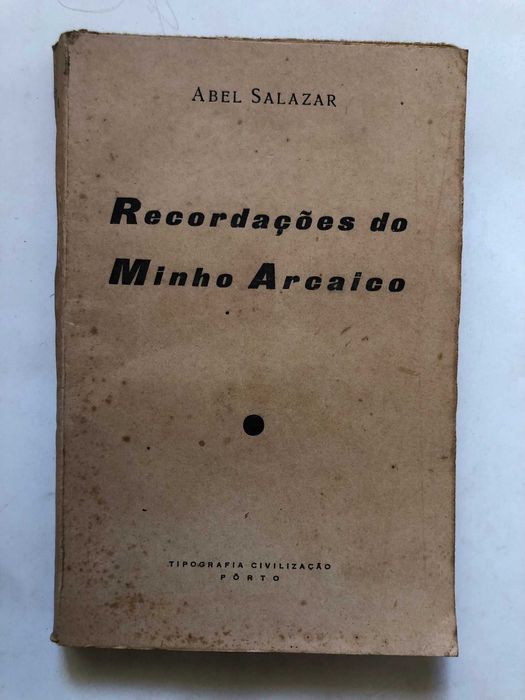 ABEL SALAZAR
Recordações do
Minho Arcaico
TIPOGRAFIA CIVILIZAÇÃO
PÔRTO